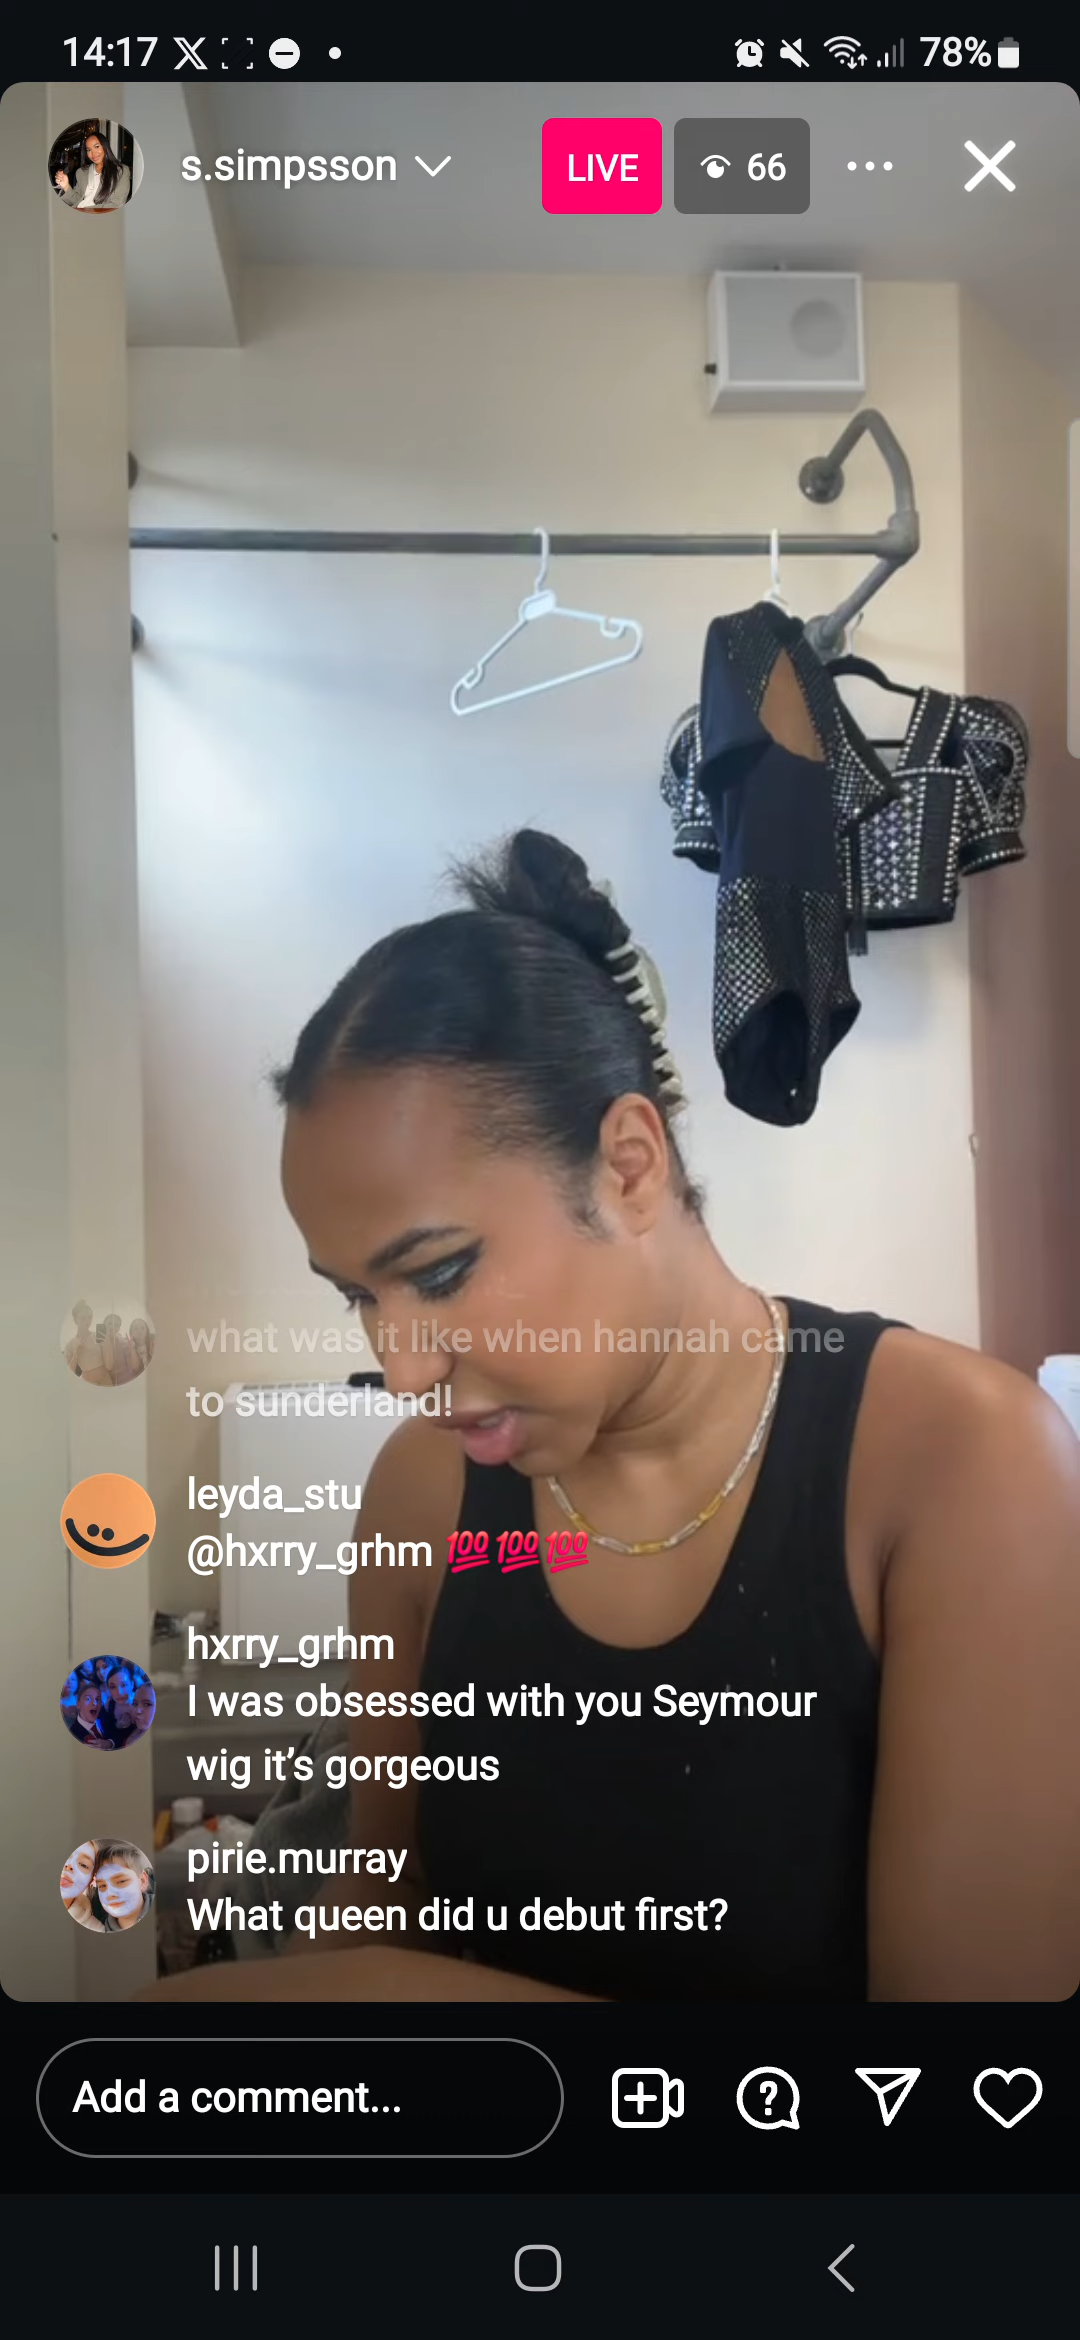 14:17 78%
s.simpsson LIVE 66
what was it like when hannah came
to sunderland!
leyda_stu
@hxrry_grhm 💯💯💯
hxrry_grhm
I was obsessed with you Seymour
wig it’s gorgeous
pirie.murray
What queen did u debut first?
Add a comment...